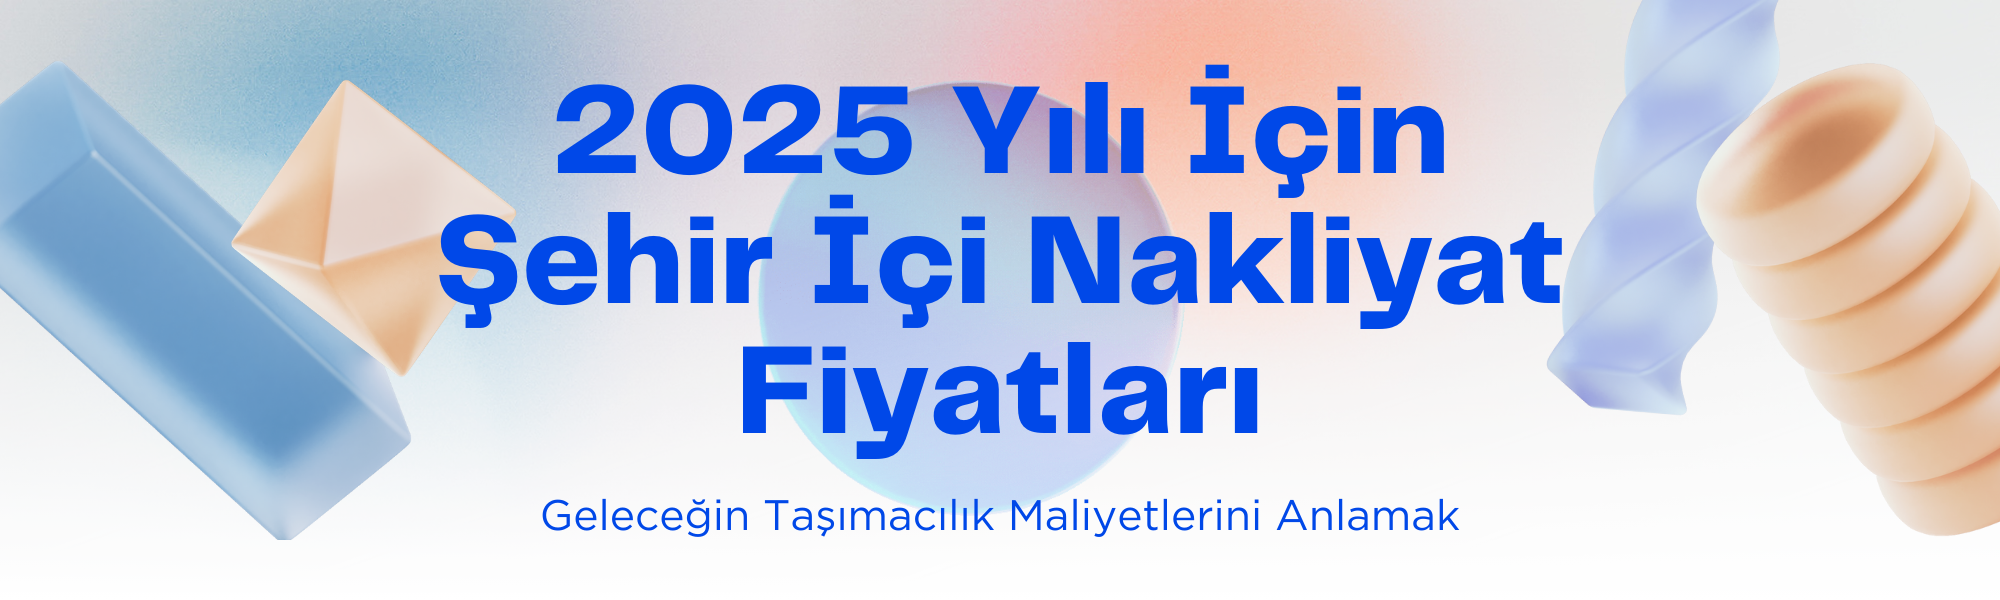 2025 Yılı İçin
Şehir İçi Nakliyat
Fiyatları
Geleceğin Taşımacılık Maliyetlerini Anlamak